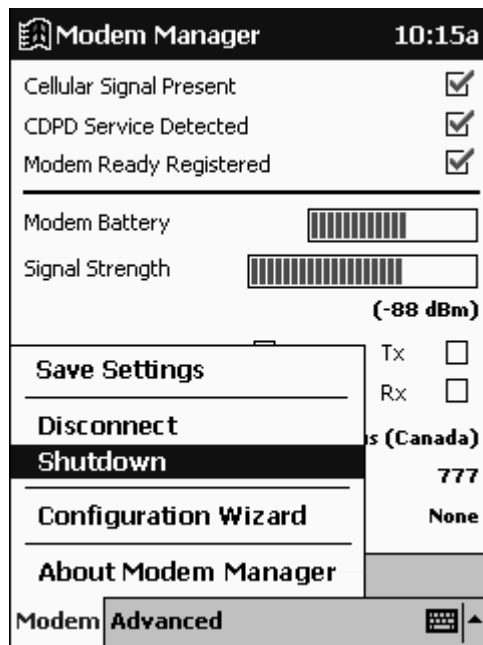 Modem Manager 10:15a
Cellular Signal Present
CDPD Service Detected
Modem Ready Registered
Modem Battery
Signal Strength
(-88 dBm)
Tx
Rx
(Canada)
777
None
Save Settings
Disconnect
Shutdown
Configuration Wizard
About Modem Manager
Modem Advanced